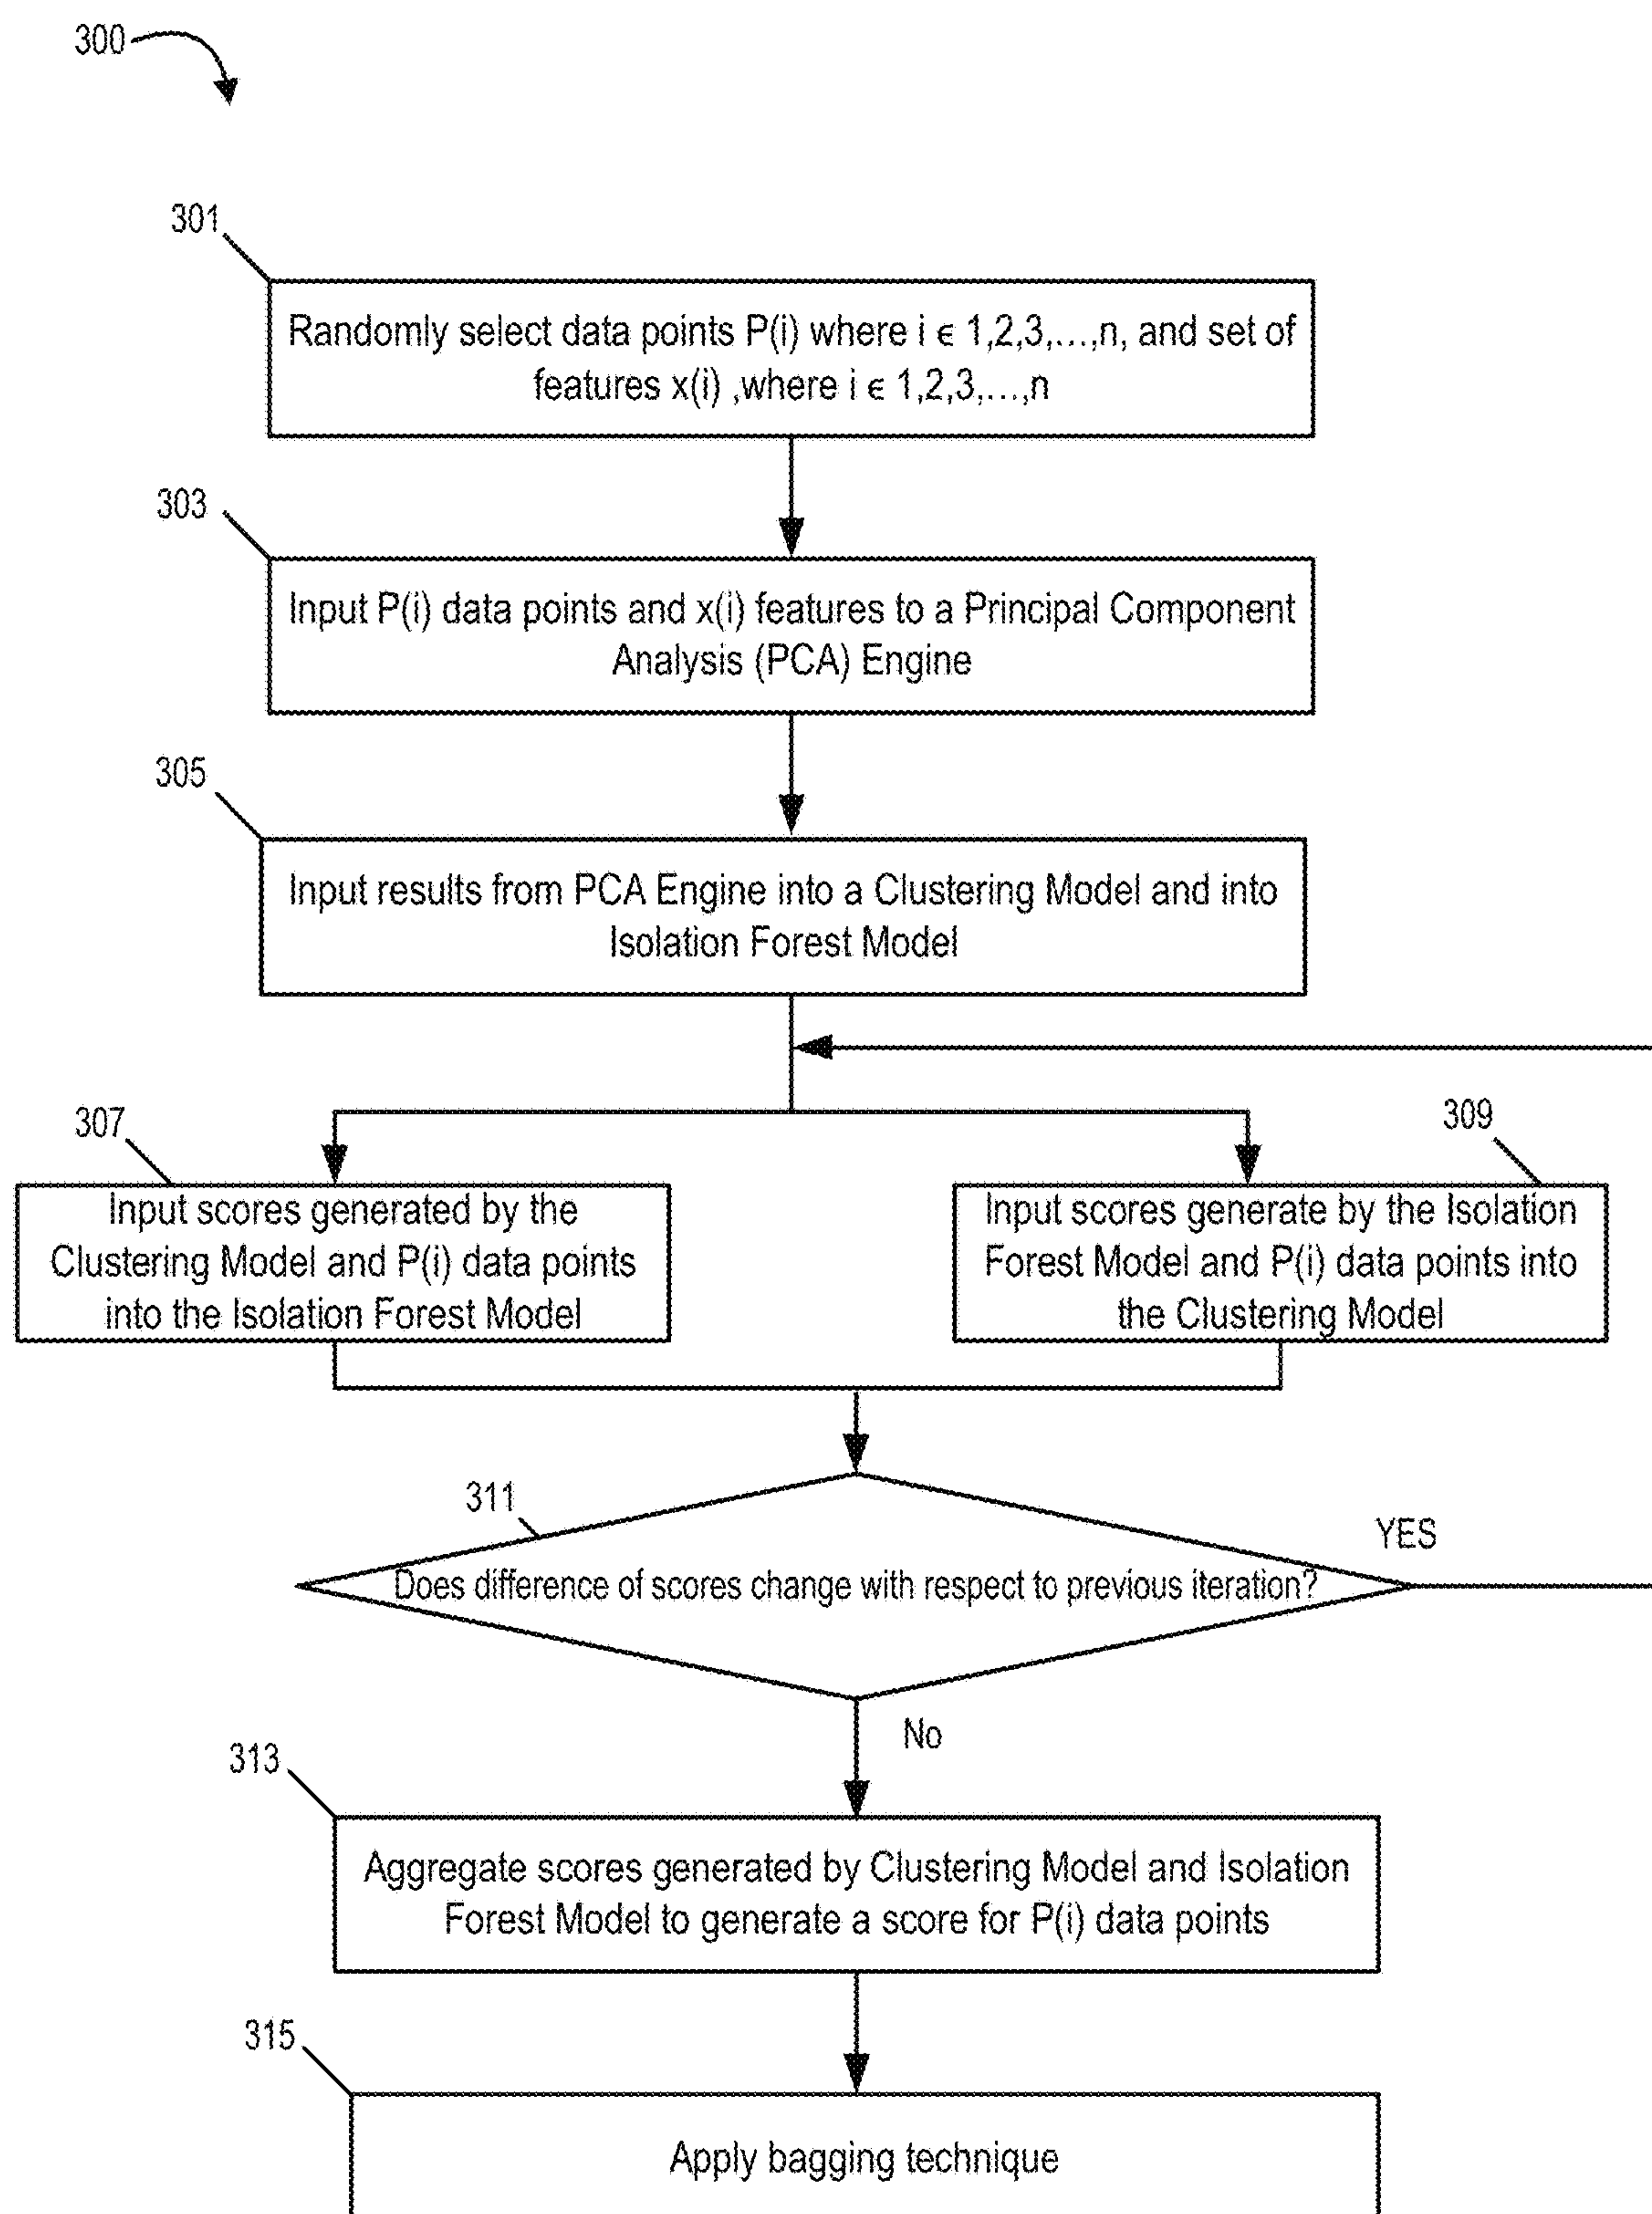 300
301
Randomly select data points P(i) where i ϵ 1,2,3,...,n, and set of
features x(i) ,where i ϵ 1,2,3,...,n
303
Input P(i) data points and x(i) features to a Principal Component
Analysis (PCA) Engine
305
Input results from PCA Engine into a Clustering Model and into
Isolation Forest Model
307
Input scores generated by the
Clustering Model and P(i) data points
into the Isolation Forest Model
309
Input scores generate by the Isolation
Forest Model and P(i) data points into
the Clustering Model
311
Does difference of scores change with respect to previous iteration?
YES
No
313
Aggregate scores generated by Clustering Model and Isolation
Forest Model to generate a score for P(i) data points
315
Apply bagging technique